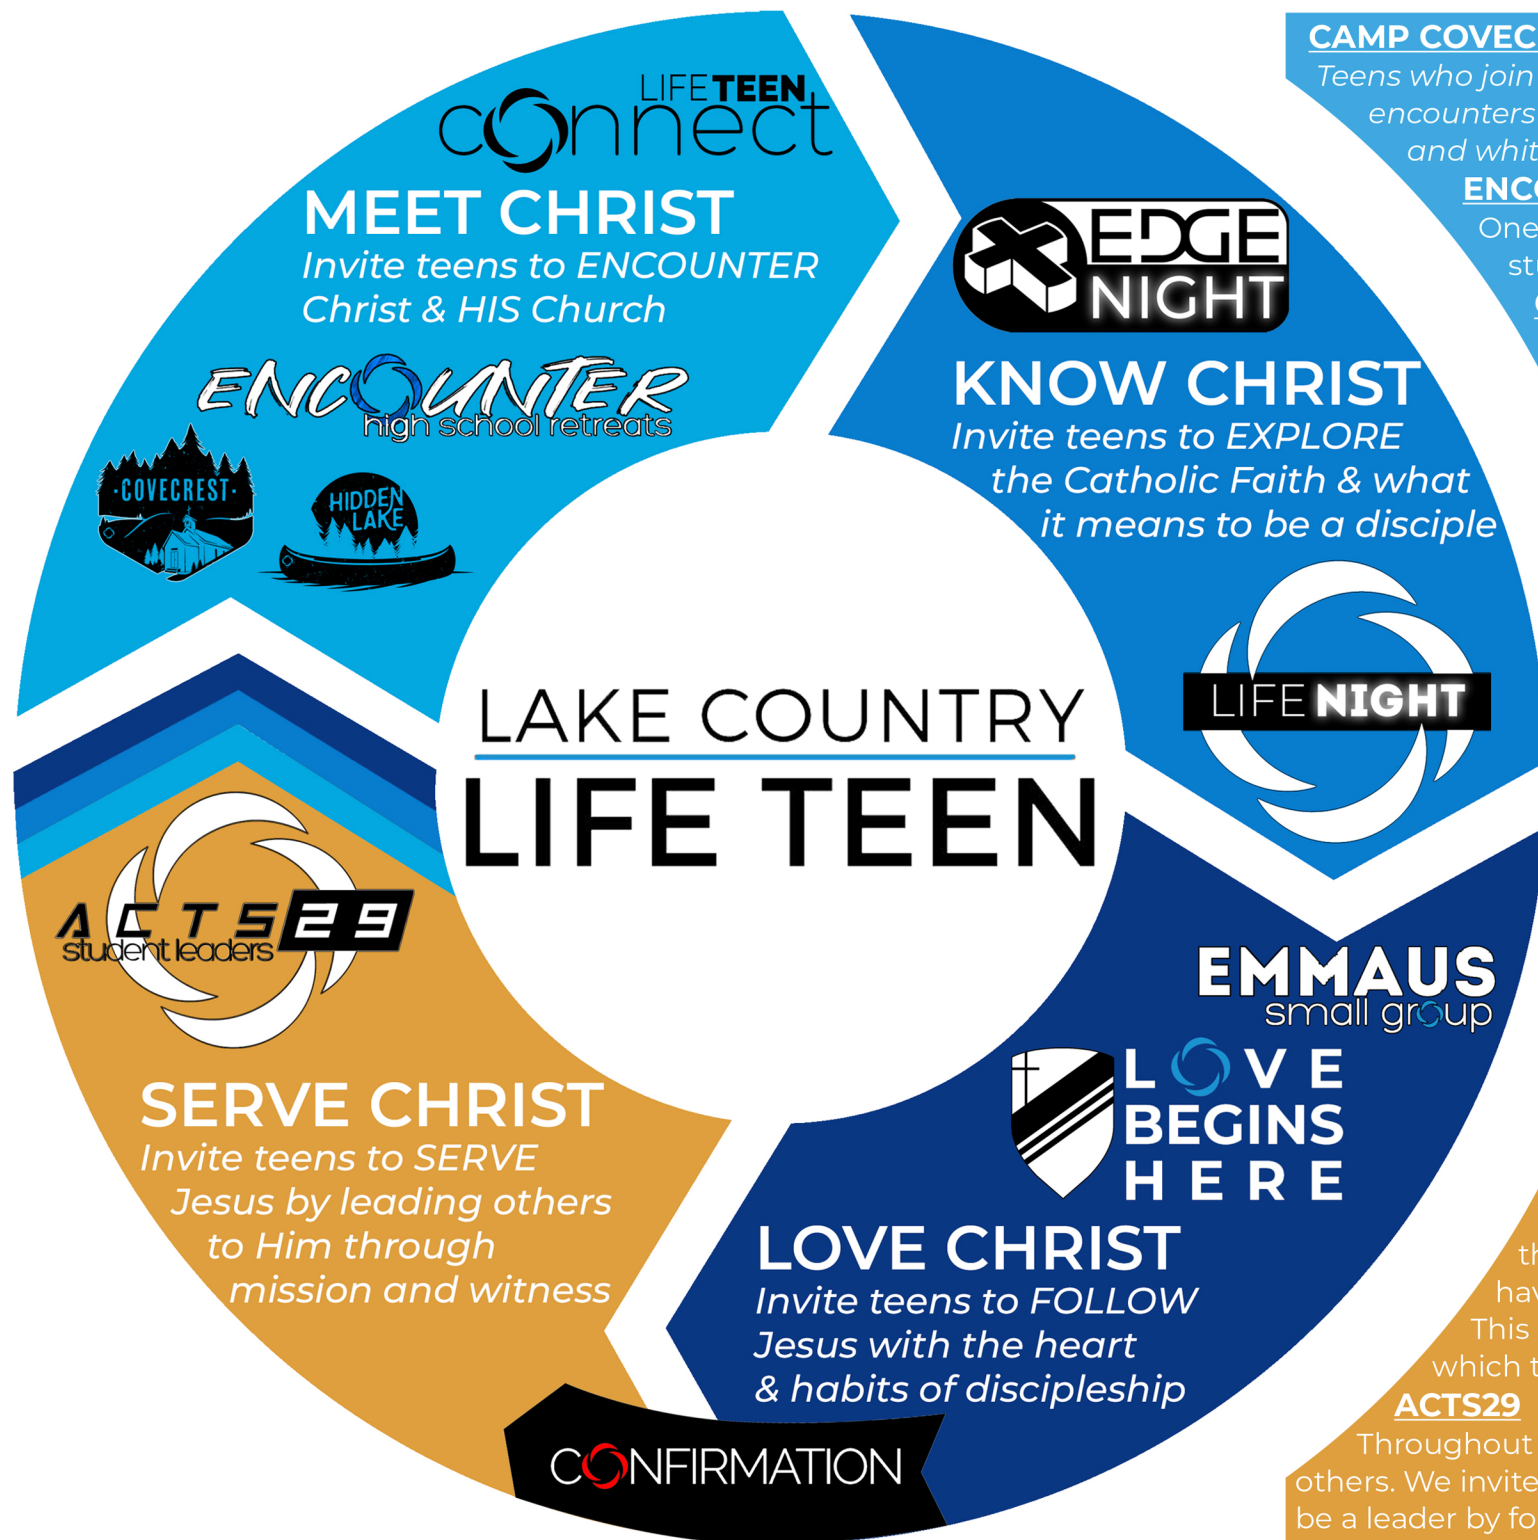 LIFE TEEN
connect
MEET CHRIST
Invite teens to ENCOUNTER
Christ & HIS Church
ENCOUNTER
high school retreats
·COVECREST·
HIDDEN
LAKE
EDGE
NIGHT
KNOW CHRIST
Invite teens to EXPLORE
the Catholic Faith & what
it means to be a disciple
LIFE NIGHT
LAKE COUNTRY
LIFE TEEN
EMMAUS
small group
LOVE
BEGINS
HERE
LOVE CHRIST
Invite teens to FOLLOW
Jesus with the heart
& habits of discipleship
CONFIRMATION
ACTS29
student leaders
SERVE CHRIST
Invite teens to SERVE
Jesus by leading others
to Him through
mission and witness
CAMP COVEC
Teens who join
encounters
and whit
ENC
One
st
th
hav
This
which t
ACTS29
Throughout
others. We invite
be a leader by fo